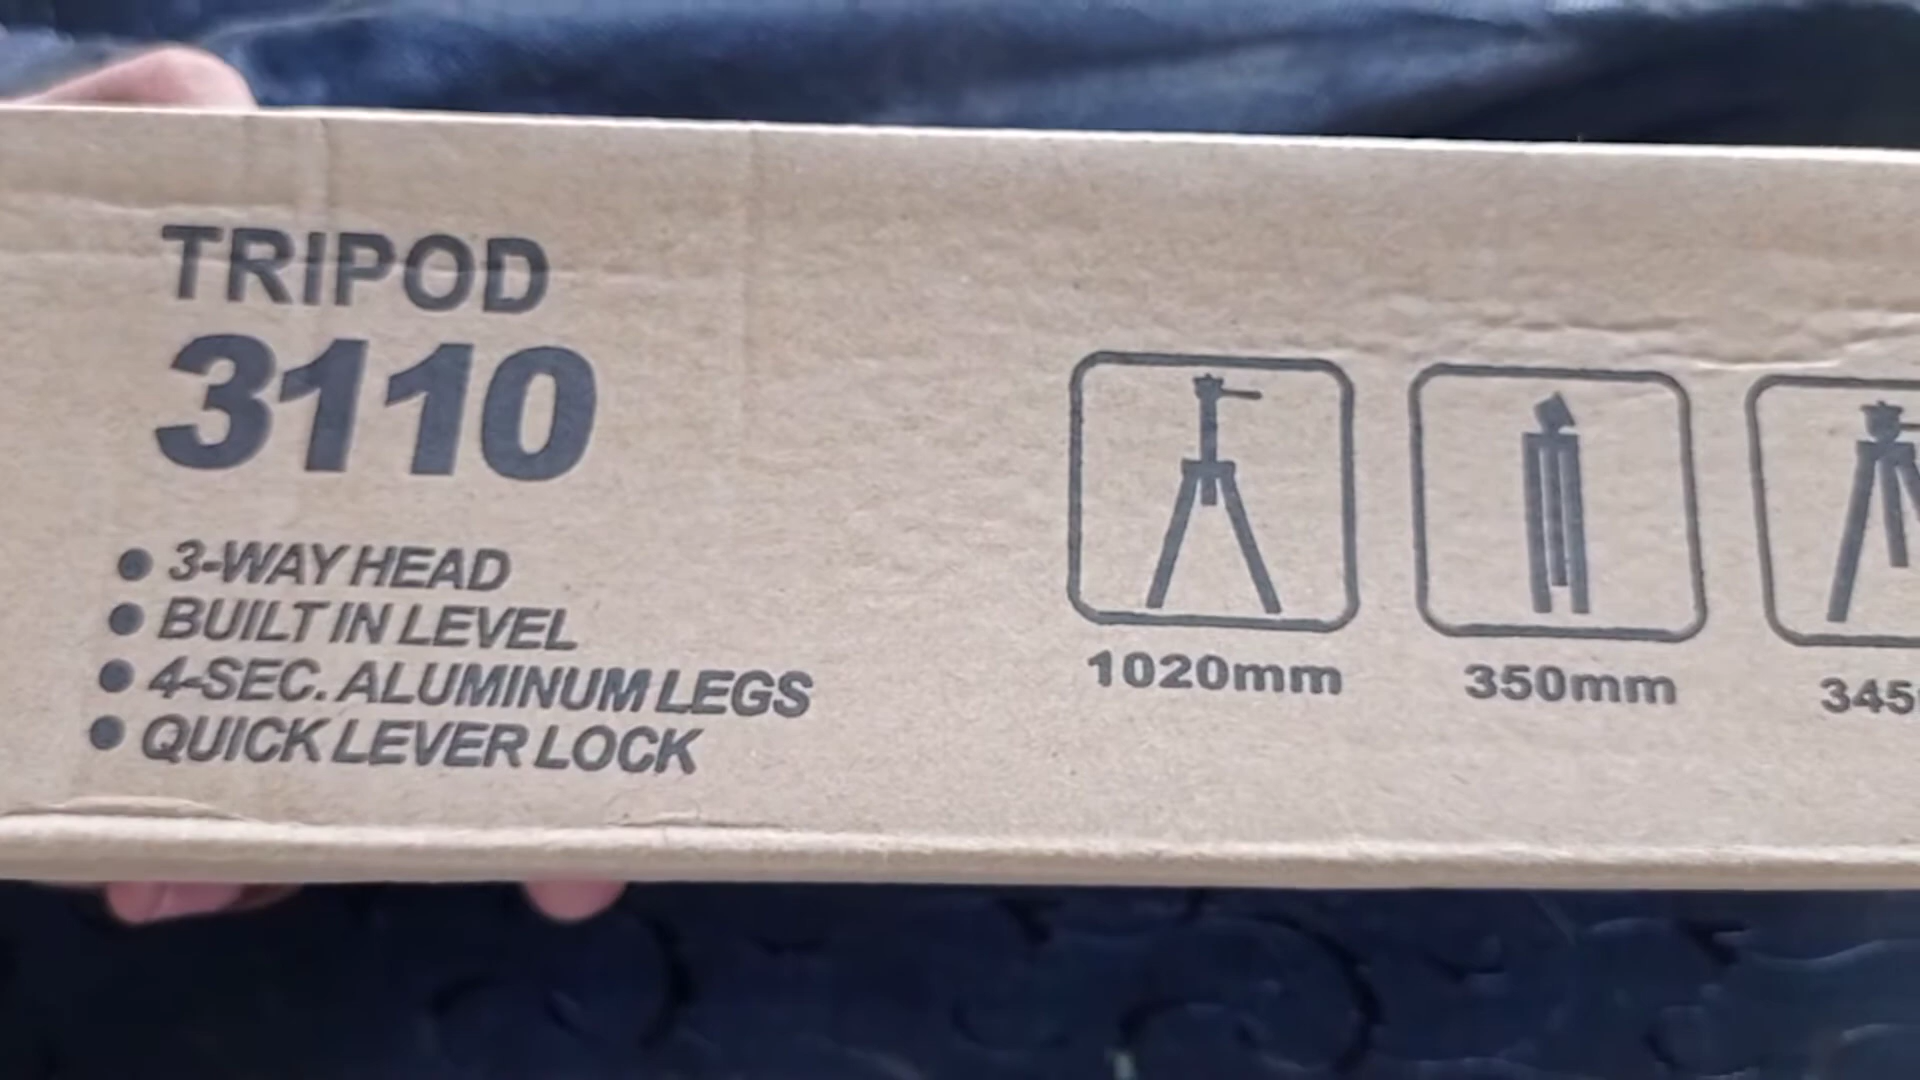 TRIPOD
3110
3-WAY HEAD
BUILT IN LEVEL
4-SEC. ALUMINUM LEGS
QUICK LEVER LOCK
1020mm
350mm